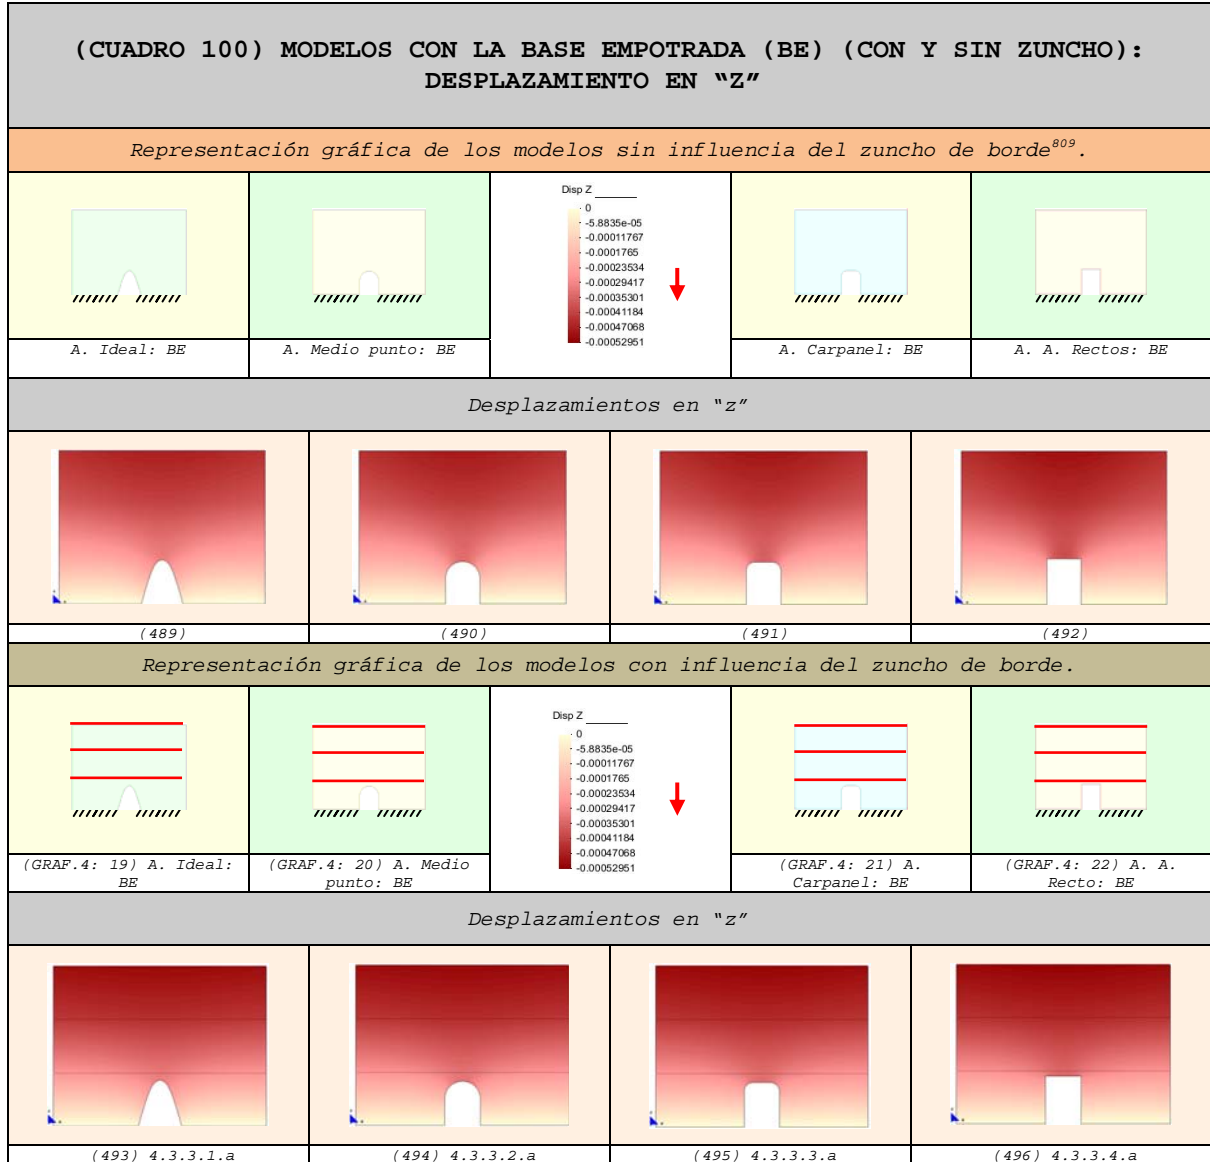 (CUADRO 100) MODELOS CON LA BASE EMPOTRADA (BE) (CON Y SIN ZUNCHO):
DESPLAZAMIENTO EN “Z”
Representación gráfica de los modelos sin influencia del zuncho de borde809.
Disp Z
0
-5.8835e-05
-0.00011767
-0.0001765
-0.00023534
-0.00029417
-0.00035301
-0.00041184
-0.00047068
-0.00052951
A. Ideal: BE
A. Medio punto: BE
A. Carpanel: BE
A. A. Rectos: BE
Desplazamientos en “z”
(489)
(490)
(491)
(492)
Representación gráfica de los modelos con influencia del zuncho de borde.
Disp Z
0
-5.8835e-05
-0.00011767
-0.0001765
-0.00023534
-0.00029417
-0.00035301
-0.00041184
-0.00047068
-0.00052951
(GRAF.4: 19) A. Ideal:
BE
(GRAF.4: 20) A. Medio
punto: BE
(GRAF.4: 21) A.
Carpanel: BE
(GRAF.4: 22) A. A.
Recto: BE
Desplazamientos en “z”
(493) 4.3.3.1.a
(494) 4.3.3.2.a
(495) 4.3.3.3.a
(496) 4.3.3.4.a